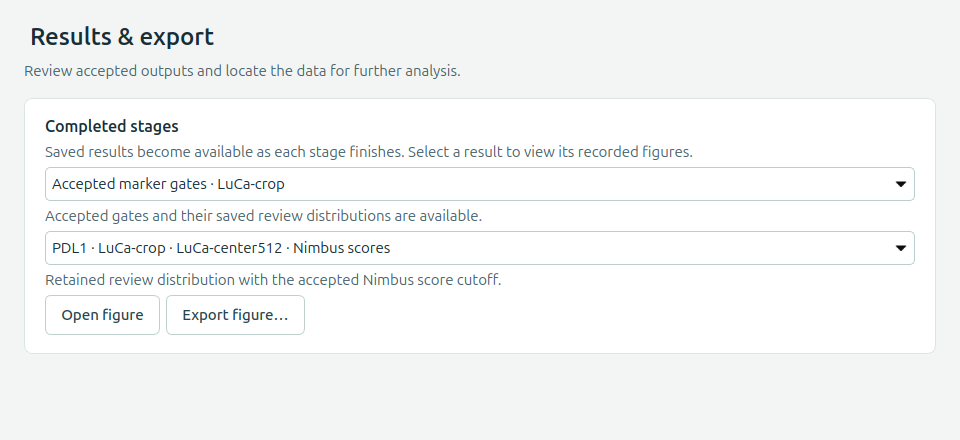 Results & export
Review accepted outputs and locate the data for further analysis.
Completed stages
Saved results become available as each stage finishes. Select a result to view its recorded figures.
Accepted marker gates · LuCa-crop
Accepted gates and their saved review distributions are available.
PDL1 · LuCa-crop · LuCa-center512 · Nimbus scores
Retained review distribution with the accepted Nimbus score cutoff.
Open figure
Export figure…